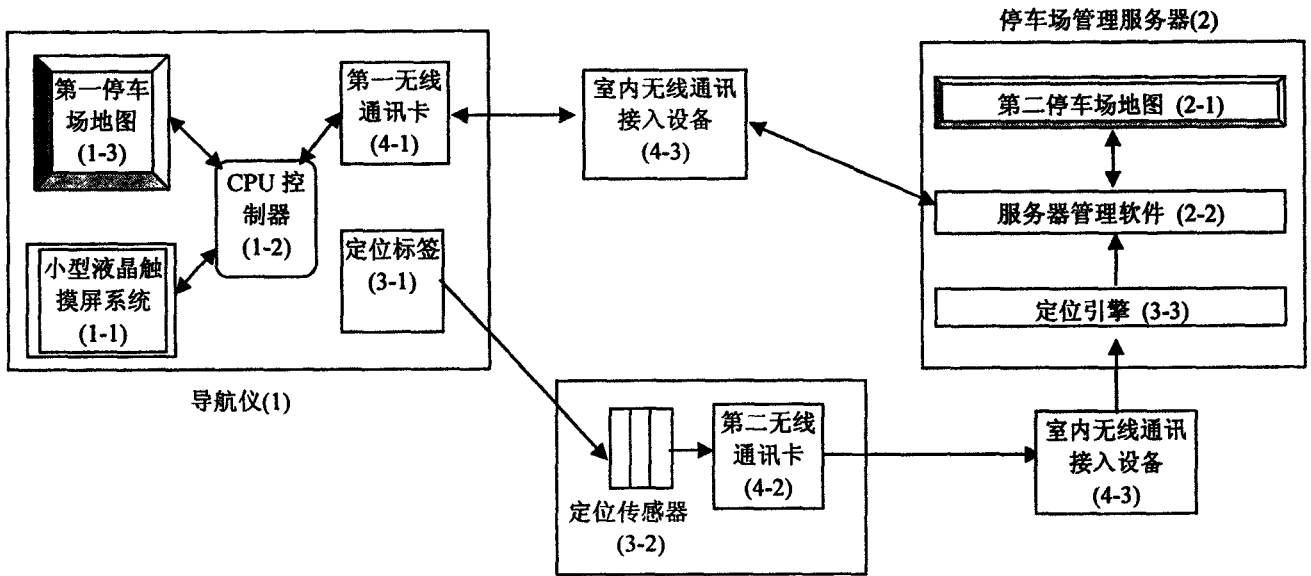 停车场管理服务器(2)
第一停车
场地图
(1-3)
第一无线
通讯卡
(4-1)
室内无线通讯
接入设备
(4-3)
第二停车场地图 (2-1)
CPU 控
制器
(1-2)
服务器管理软件 (2-2)
小型液晶触
摸屏系统
(1-1)
定位标签
(3-1)
定位引擎 (3-3)
导航仪(1)
第二无线
通讯卡
(4-2)
室内无线通讯
接入设备
(4-3)
定位传感器
(3-2)